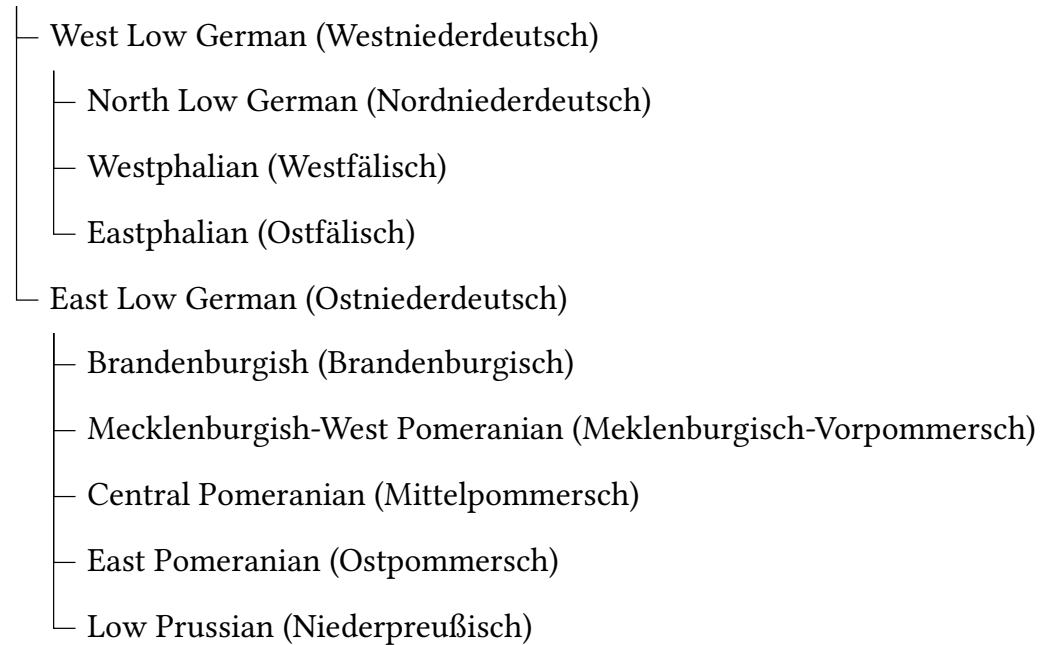 West Low German (Westniederdeutsch)
North Low German (Nordniederdeutsch)
Westphalian (Westfälisch)
Eastphalian (Ostfälisch)
East Low German (Ostniederdeutsch)
Brandenburgish (Brandenburgisch)
Mecklenburgish-West Pomeranian (Meklenburgisch-Vorpommersch)
Central Pomeranian (Mittelpommersch)
East Pomeranian (Ostpommersch)
Low Prussian (Niederpreußisch)